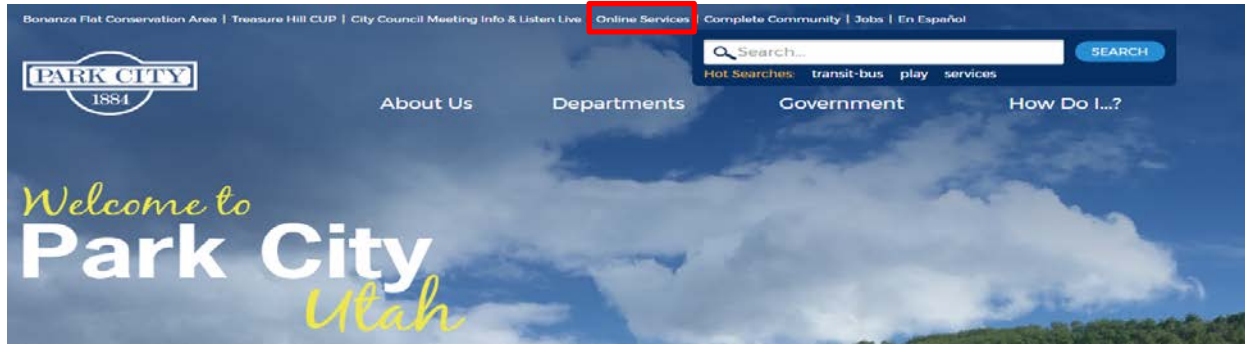 Bonanza Flat Conservation Area | Treasure Hill CUP | City Council Meeting Info & Listen Live | Online Services | Complete Community | Jobs | En Español
Search...
SEARCH
Hot Searches: transit-bus play services
PARK CITY
1884
About Us Departments Government How Do I...?
Welcome to
Park City
Utah